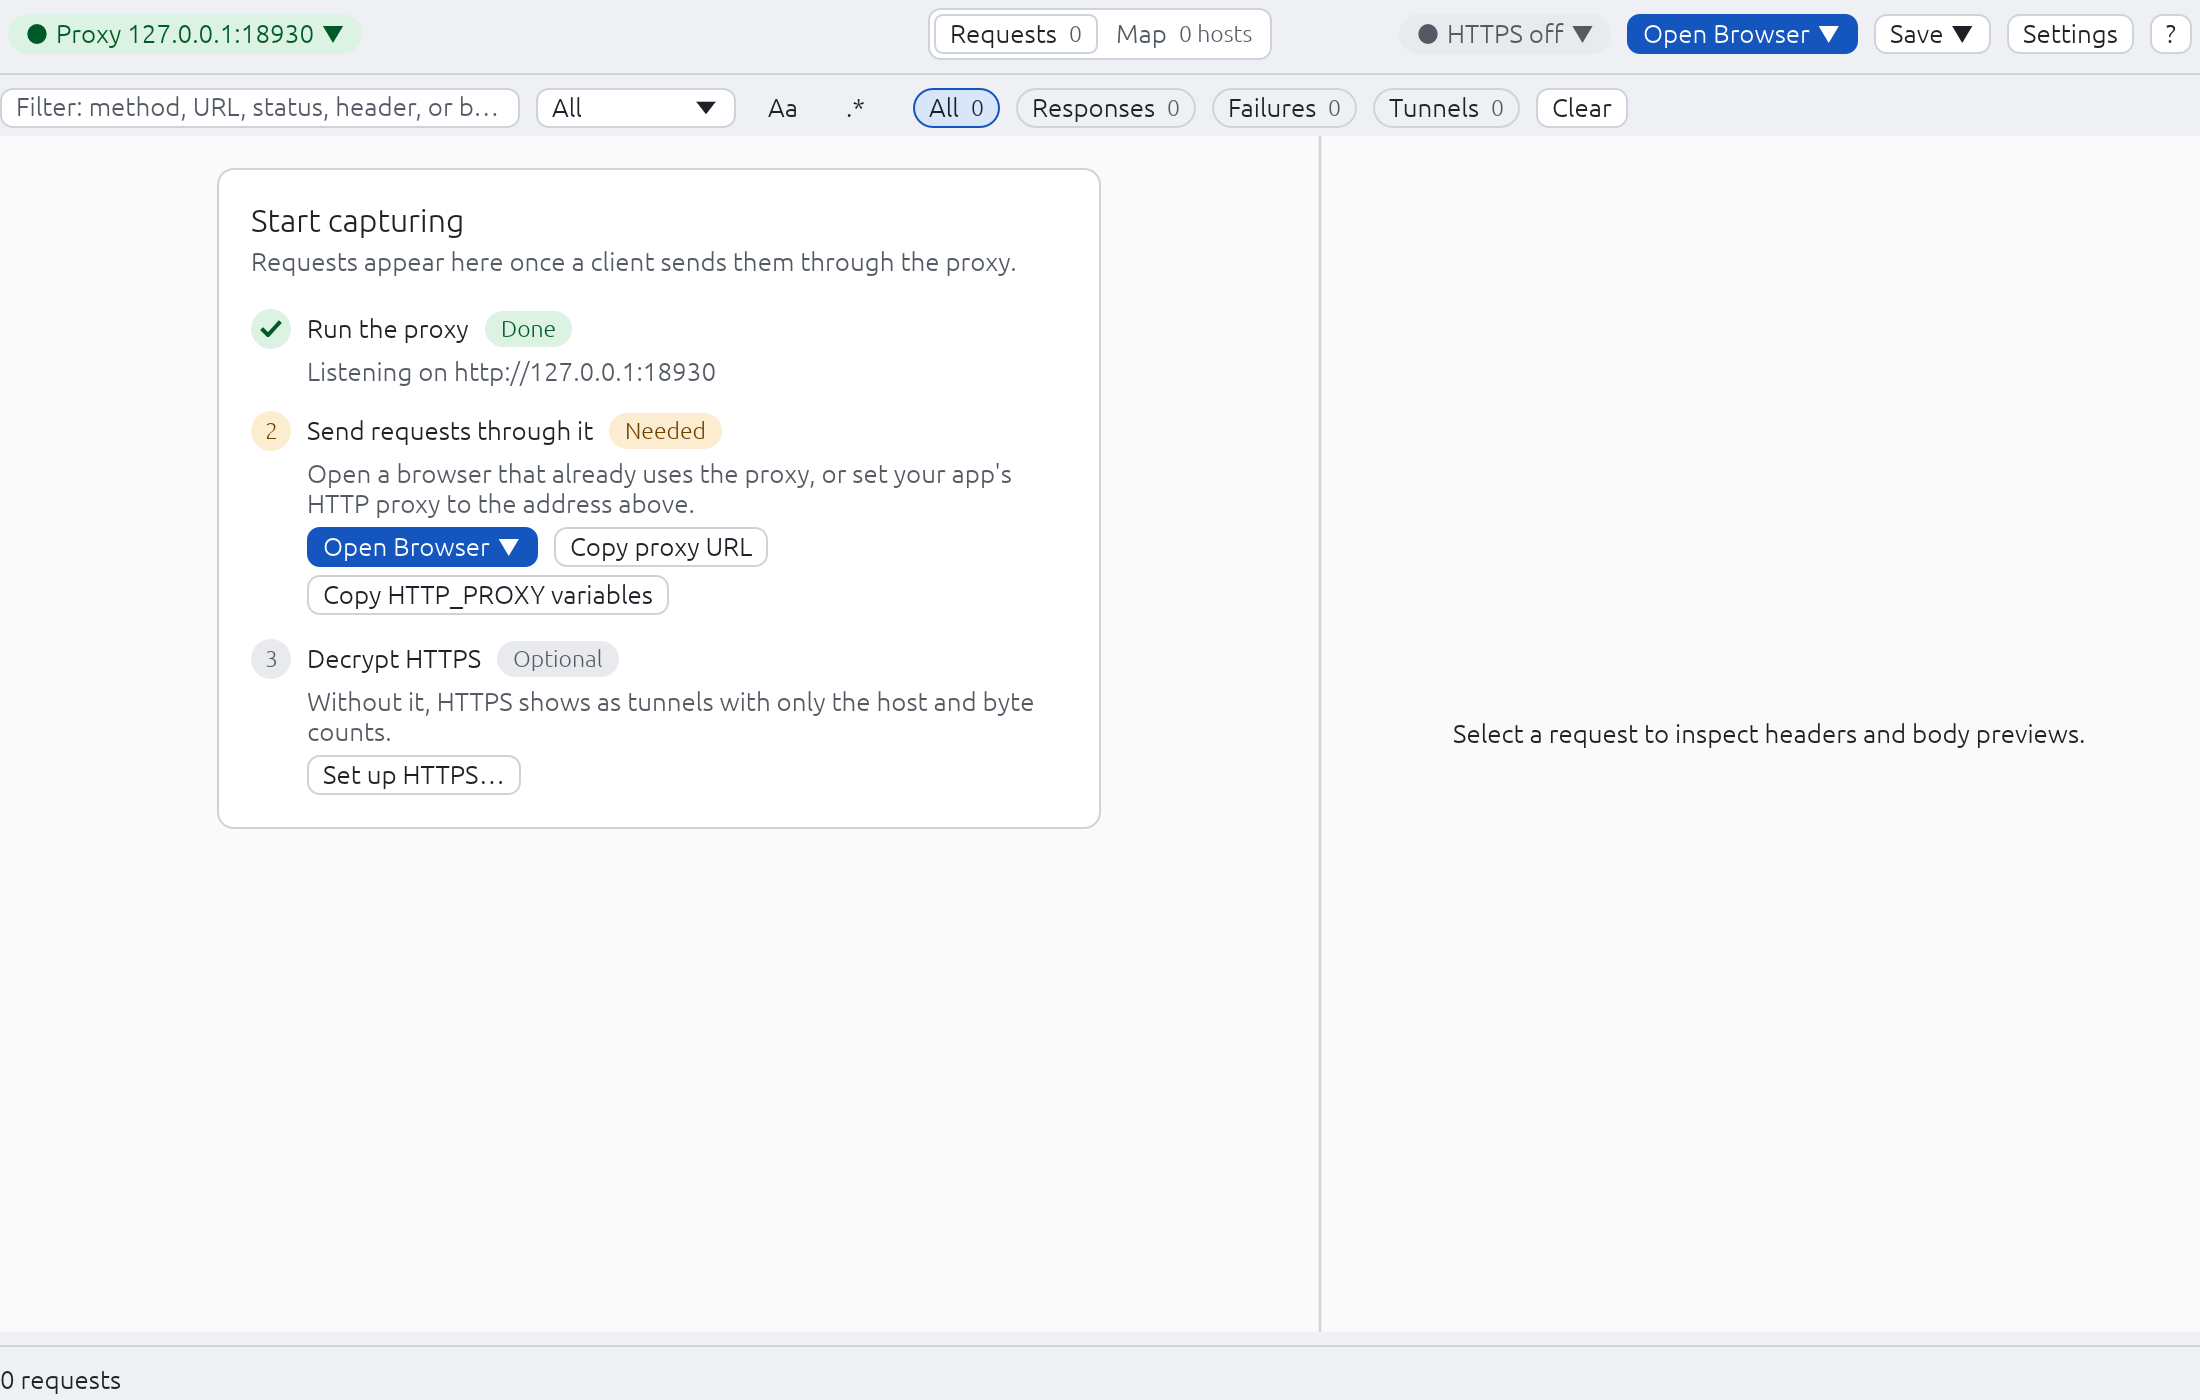 Proxy 127.0.0.1:18930 ▼
Requests 0
Map 0 hosts
HTTPS off ▼
Open Browser ▼
Save ▼
Settings
?
Filter: method, URL, status, header, or b…
All ▼
Aa
.*
All 0
Responses 0
Failures 0
Tunnels 0
Clear
Start capturing
Requests appear here once a client sends them through the proxy.
Run the proxy Done
Listening on http://127.0.0.1:18930
2 Send requests through it Needed
Open a browser that already uses the proxy, or set your app's
HTTP proxy to the address above.
Open Browser ▼
Copy proxy URL
Copy HTTP_PROXY variables
3 Decrypt HTTPS Optional
Without it, HTTPS shows as tunnels with only the host and byte
counts.
Set up HTTPS…
Select a request to inspect headers and body previews.
0 requests